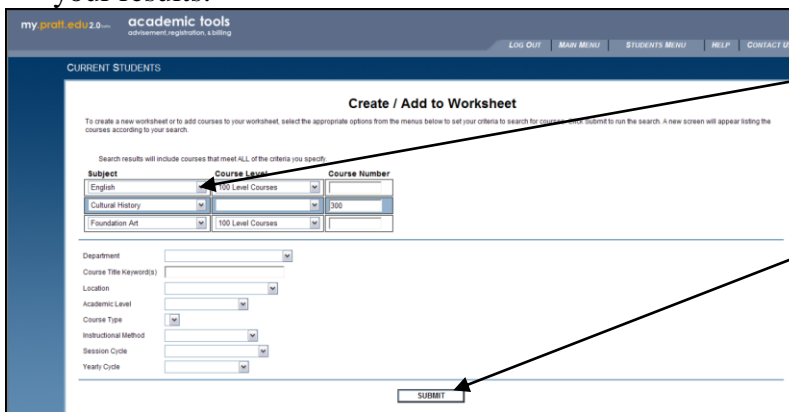 your results.
my.pratt.edu2.0 academic tools
advisement, registration, & billing
LOG OUT MAIN MENU STUDENTS MENU HELP CONTACT U
CURRENT STUDENTS
Create / Add to Worksheet
To create a new worksheet or to add courses to your worksheet, select the appropriate options from the menus below to set your criteria to search for courses. Click Submit to run the search. A new screen will appear listing the
courses according to your search.
Search results will include courses that meet ALL of the criteria you specify.
Subject Course Level Course Number
English 100 Level Courses
Cultural History 300
Foundation Art 100 Level Courses
Department
Course Title Keyword(s)
Location
Academic Level
Course Type
Instructional Method
Session Cycle
Yearly Cycle
SUBMIT